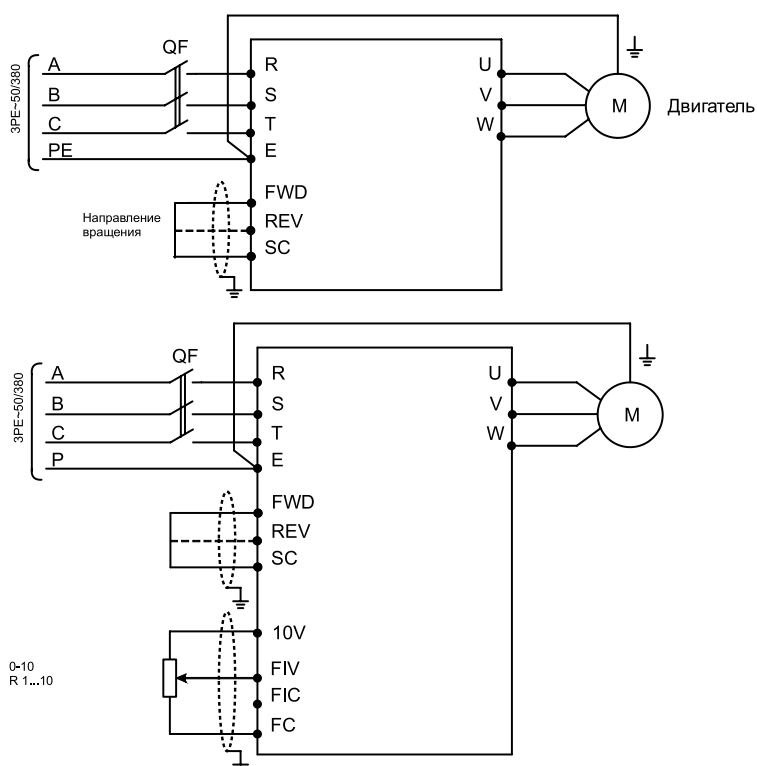 QF
3PE~50/380
A
B
C
PE
R
S
T
E
U
V
W
M
Двигатель
FWD
REV
SC
Направление
вращения
QF
3PE~50/380
A
B
C
P
R
S
T
E
U
V
W
M
FWD
REV
SC
10V
FIV
FIC
FC
0-10
R 1...10